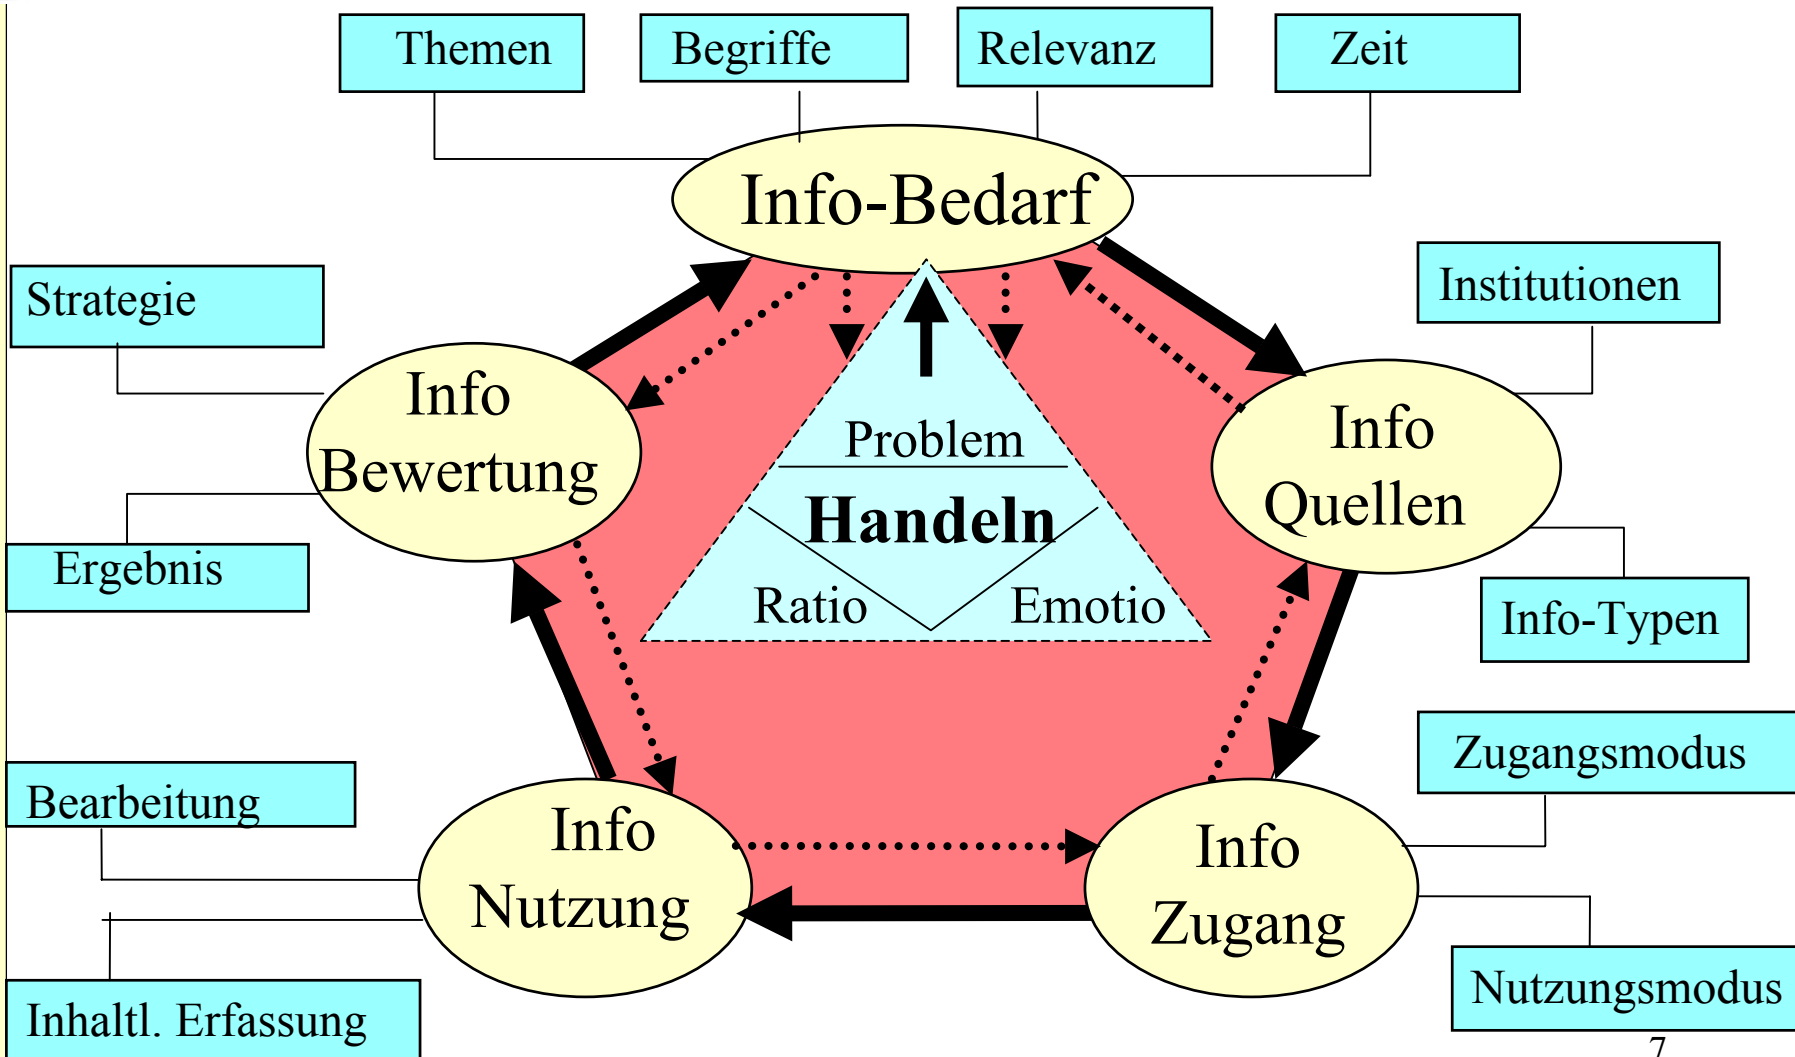 Themen
Begriffe
Relevanz
Zeit
Info-Bedarf
Strategie
Institutionen
Info
Bewertung
Problem
Info
Quellen
Handeln
Ergebnis
Ratio
Emotio
Info-Typen
Zugangsmodus
Bearbeitung
Info
Nutzung
Info
Zugang
Nutzungsmodus
Inhaltl. Erfassung
7